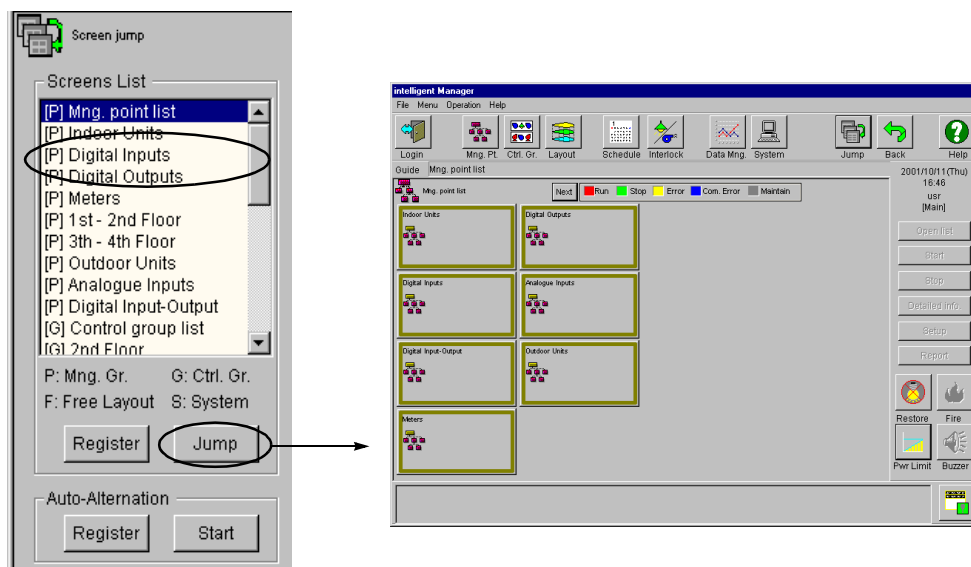 Screen jump
Screens List
[P] Mng. point list
[P] Indoor Units
[P] Digital Inputs
[P] Digital Outputs
[P] Meters
[P] 1st - 2nd Floor
[P] 3th - 4th Floor
[P] Outdoor Units
[P] Analogue Inputs
[P] Digital Input-Output
[G] Control group list
[G] 2nd Floor
P: Mng. Gr. G: Ctrl. Gr.
F: Free Layout S: System
Register Jump
Auto-Alternation
Register Start
intelligent Manager
File Menu Operation Help
Login Mng. Pt. Ctrl. Gr. Layout Schedule Interlock Data Mng. System Jump Back Help
Guide Mng. point list
2001/10/11(Thu)
16:46
usr
[Main]
Mng. point list Next Run Stop Error Com. Error Maintain
Indoor Units Digital Outputs
Digital Inputs Analogue Inputs
Digital Input-Output Outdoor Units
Meters
Open list
Start
Stop
Detailed info.
Setup
Report
Restore Fire
Pwr Limit Buzzer